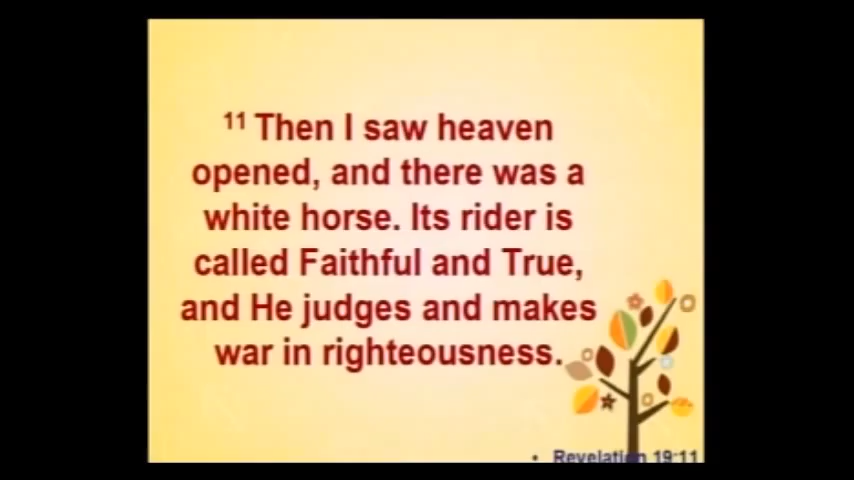 ¹¹ Then I saw heaven
opened, and there was a
white horse. Its rider is
called Faithful and True,
and He judges and makes
war in righteousness.
• Revelation 19:11